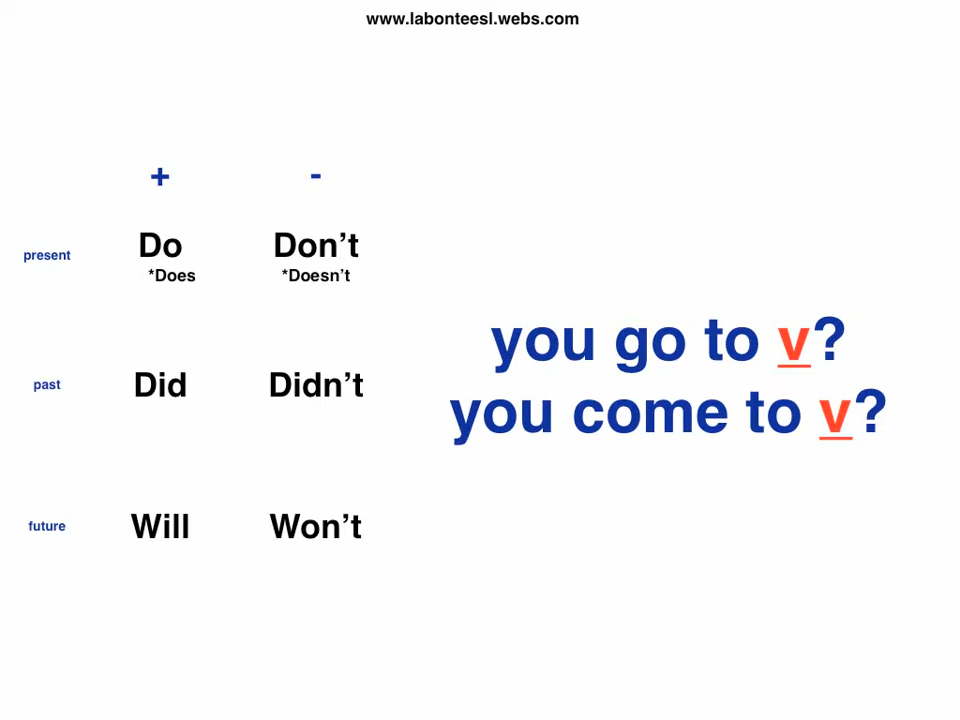 www.labonteesl.webs.com
+ -
present Do Don’t
*Does *Doesn’t
you go to v?
past Did Didn’t
you come to v?
future Will Won’t